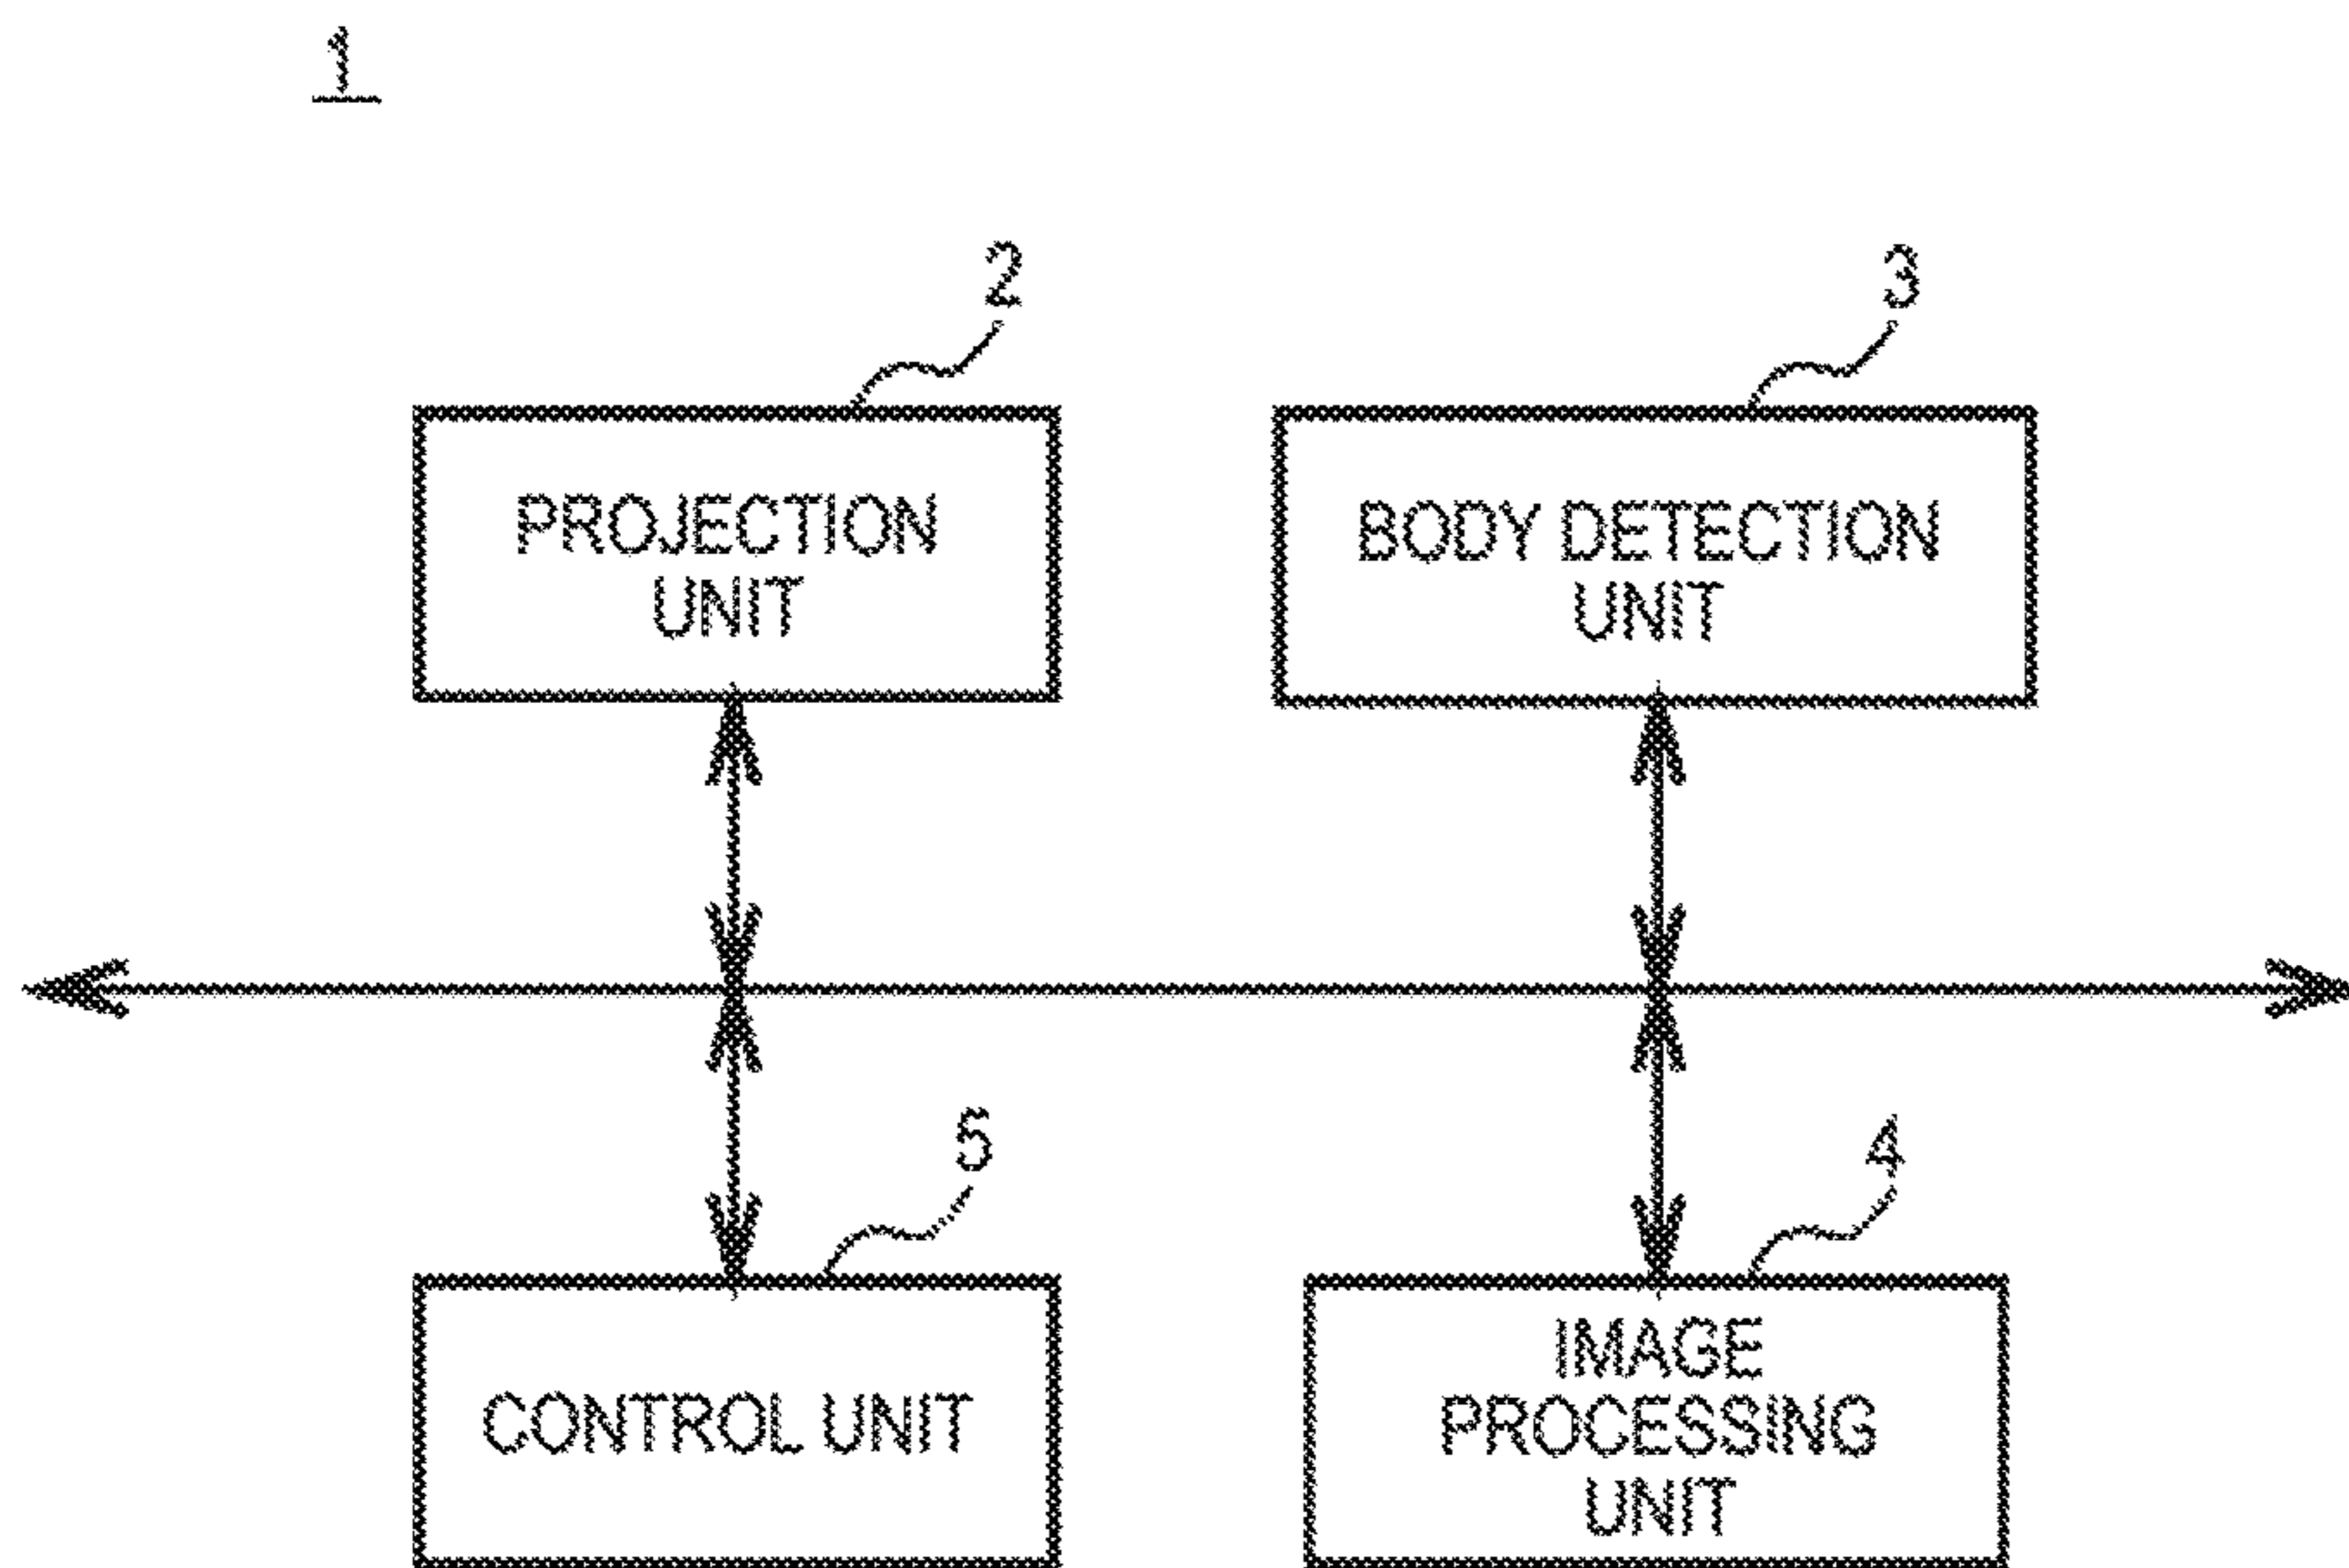 1
2
3
PROJECTION
UNIT
BODY DETECTION
UNIT
5
4
CONTROL UNIT
IMAGE
PROCESSING
UNIT